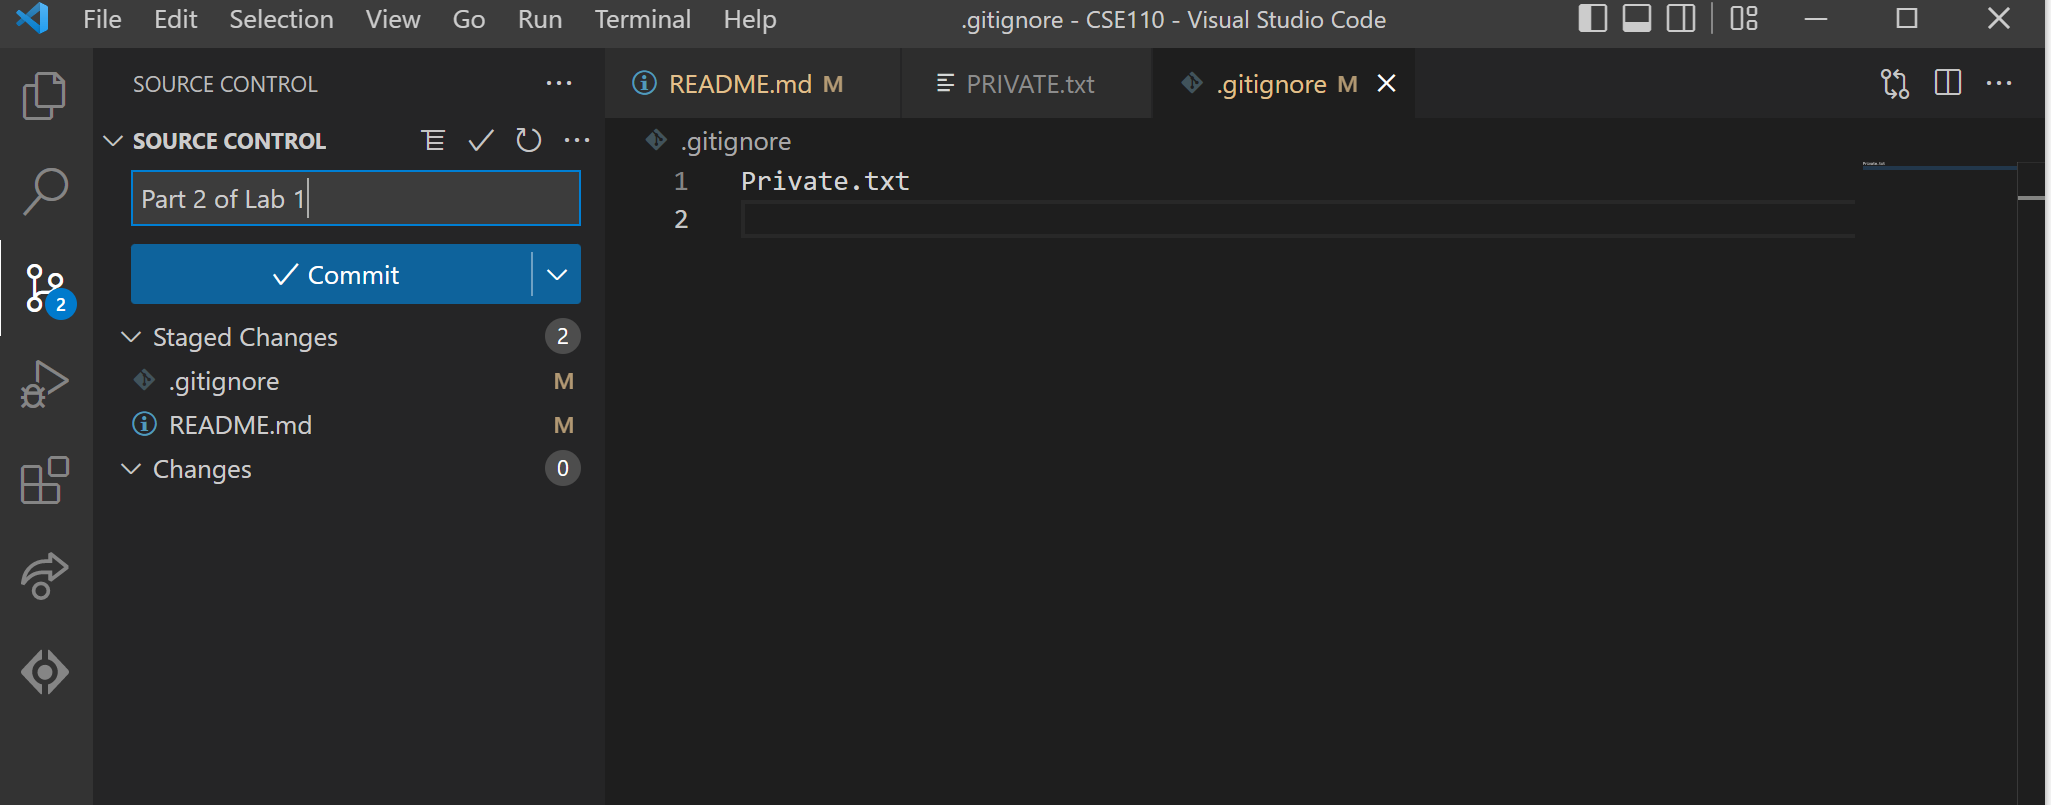 File Edit Selection View Go Run Terminal Help .gitignore - CSE110 - Visual Studio Code
SOURCE CONTROL ···
README.md M PRIVATE.txt .gitignore M
SOURCE CONTROL
.gitignore
Part 2 of Lab 1
1 Private.txt
2
Commit
2
Staged Changes 2
.gitignore M
README.md M
Changes 0